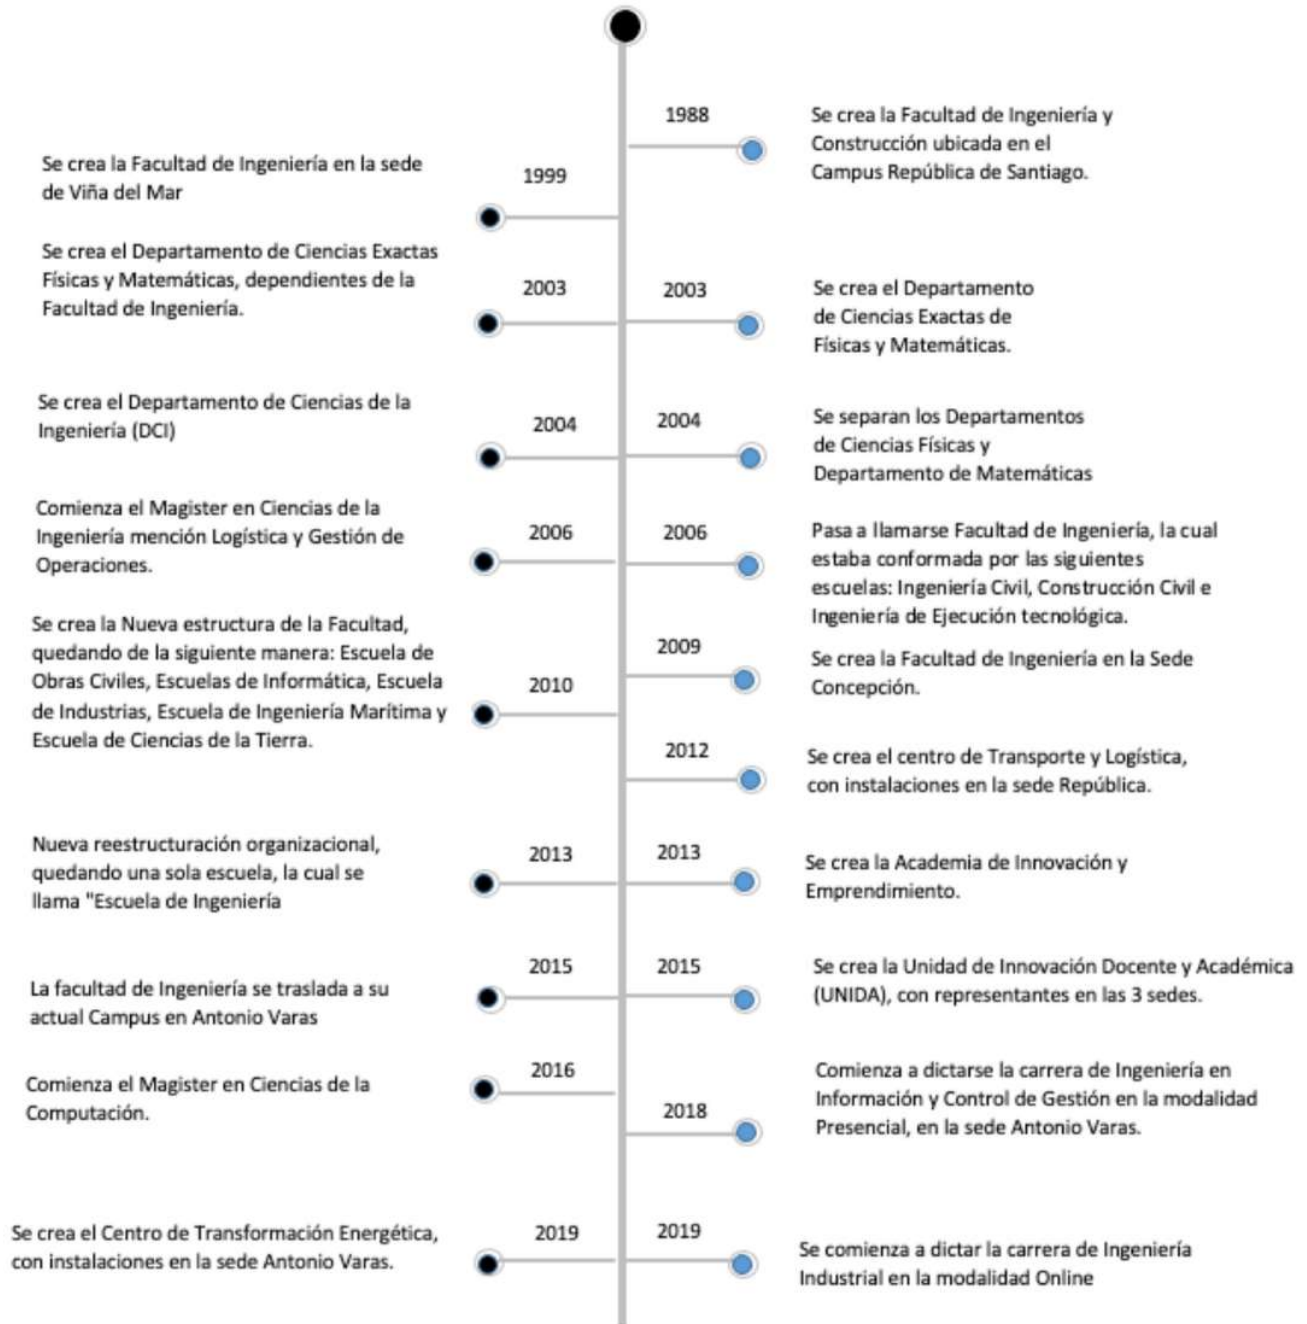 1988
Se crea la Facultad de Ingeniería y
Construcción ubicada en el
Campus República de Santiago.
Se crea la Facultad de Ingeniería en la sede
de Viña del Mar
1999
Se crea el Departamento de Ciencias Exactas
Físicas y Matemáticas, dependientes de la
Facultad de Ingeniería.
2003
2003
Se crea el Departamento
de Ciencias Exactas de
Físicas y Matemáticas.
Se crea el Departamento de Ciencias de la
Ingeniería (DCI)
2004
2004
Se separan los Departamentos
de Ciencias Físicas y
Departamento de Matemáticas
Comienza el Magister en Ciencias de la
Ingeniería mención Logística y Gestión de
Operaciones.
2006
2006
Pasa a llamarse Facultad de Ingeniería, la cual
estaba conformada por las siguientes
escuelas: Ingeniería Civil, Construcción Civil e
Ingeniería de Ejecución tecnológica.
2009
Se crea la Facultad de Ingeniería en la Sede
Concepción.
Se crea la Nueva estructura de la Facultad,
quedando de la siguiente manera: Escuela de
Obras Civiles, Escuelas de Informática, Escuela
de Industrias, Escuela de Ingeniería Marítima y
Escuela de Ciencias de la Tierra.
2010
2012
Se crea el centro de Transporte y Logística,
con instalaciones en la sede República.
Nueva reestructuración organizacional,
quedando una sola escuela, la cual se
llama "Escuela de Ingeniería
2013
2013
Se crea la Academia de Innovación y
Emprendimiento.
La facultad de Ingeniería se traslada a su
actual Campus en Antonio Varas
2015
2015
Se crea la Unidad de Innovación Docente y Académica
(UNIDA), con representantes en las 3 sedes.
Comienza el Magister en Ciencias de la
Computación.
2016
2018
Comienza a dictarse la carrera de Ingeniería en
Información y Control de Gestión en la modalidad
Presencial, en la sede Antonio Varas.
Se crea el Centro de Transformación Energética,
con instalaciones en la sede Antonio Varas.
2019
2019
Se comienza a dictar la carrera de Ingeniería
Industrial en la modalidad Online